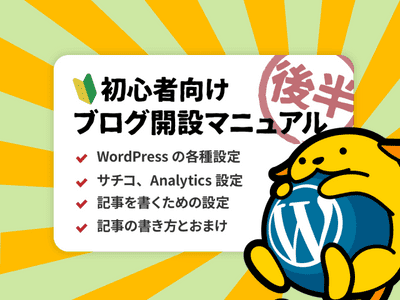 後半
初心者向け
ブログ開設マニュアル
WordPress の各種設定
サチコ、Analytics 設定
記事を書くための設定
記事の書き方とおまけ
W